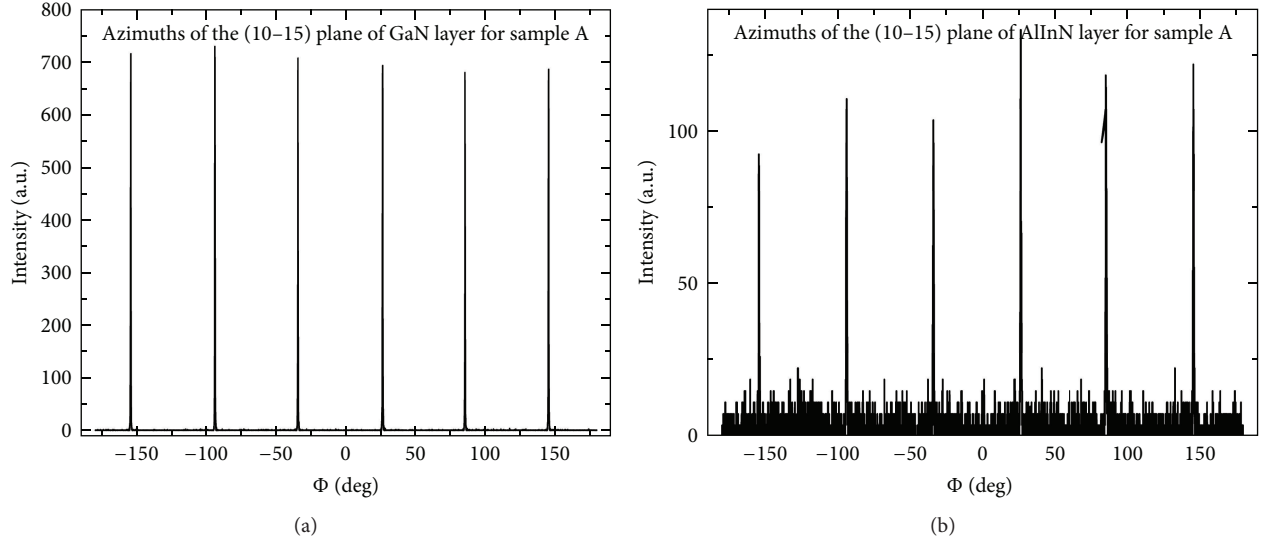 Azimuths of the (10–15) plane of GaN layer for sample A
800
700
600
500
400
300
200
100
0
Intensity (a.u.)
−150 −100 −50 0 50 100 150
Φ (deg)
(a)
Azimuths of the (10–15) plane of AlInN layer for sample A
100
50
0
Intensity (a.u.)
−150 −100 −50 0 50 100 150
Φ (deg)
(b)